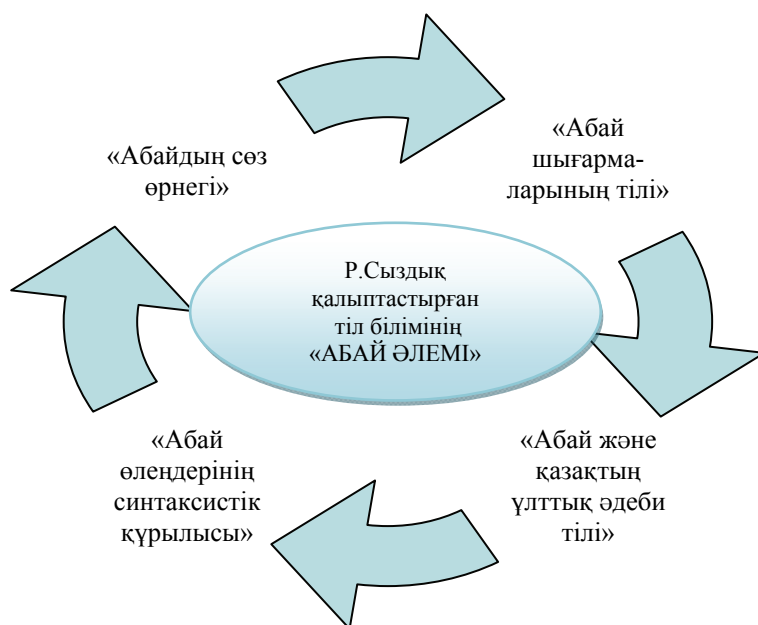 «Абайдың сөз
өрнегі»
«Абай
шығарма-
ларының тілі»
Р.Сыздық
қалыптастырған
тіл білімінің
«АБАЙ ӘЛЕМІ»
«Абай
өлеңдерінің
синтаксистік
құрылысы»
«Абай және
қазақтың
ұлттық әдеби
тілі»